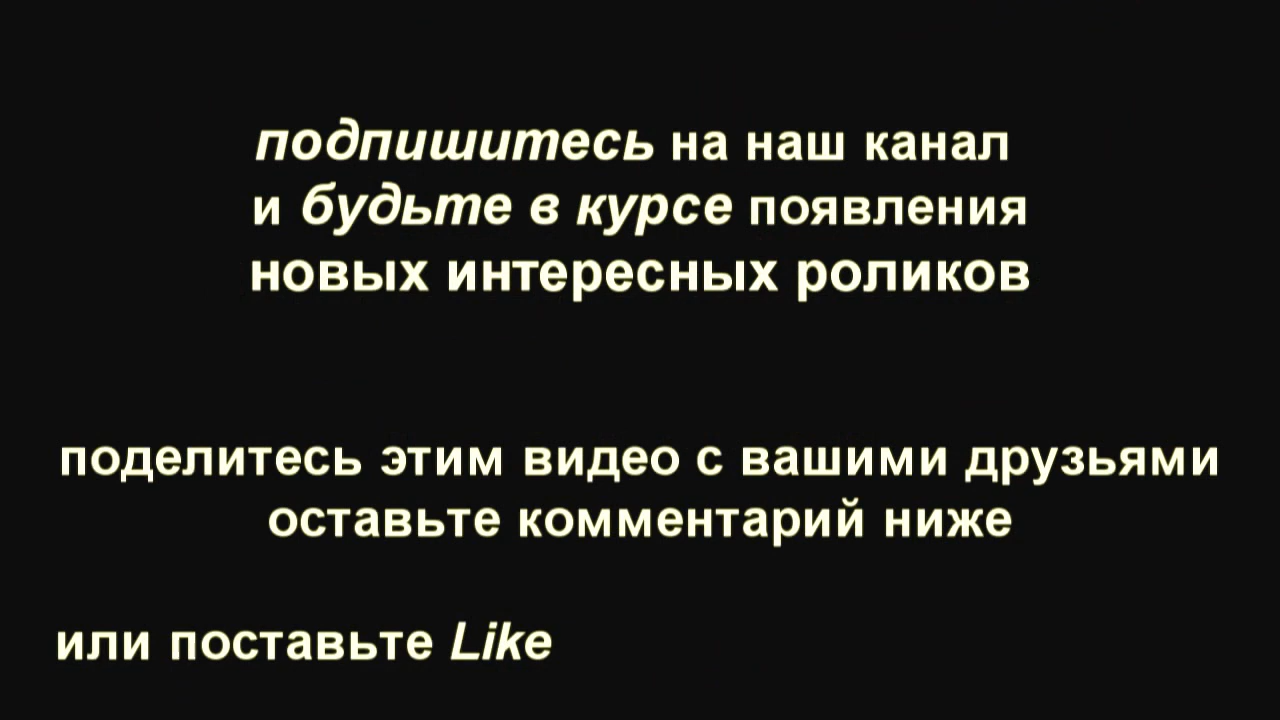 подпишитесь на наш канал
и будьте в курсе появления
новых интересных роликов
поделитесь этим видео с вашими друзьями
оставьте комментарий ниже
или поставьте Like